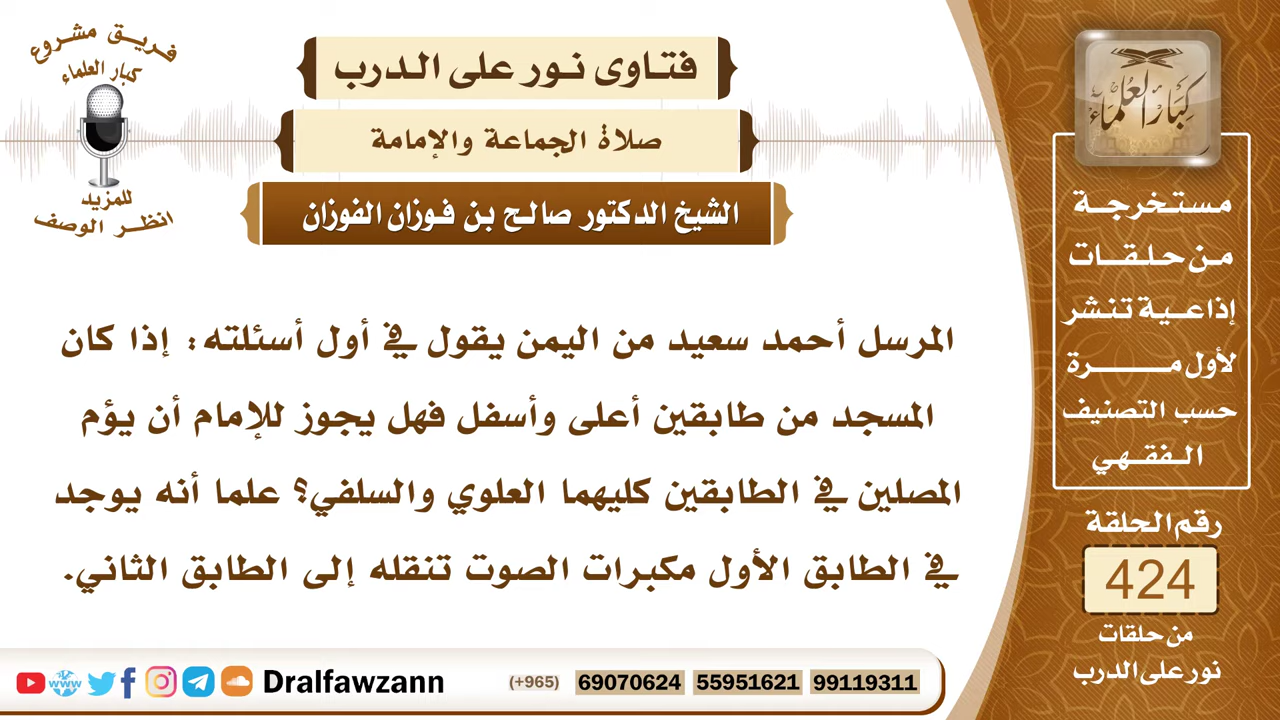 فريق مشروع
كبار العلماء
للمزيد
انظر الوصف
فتاوى نور على الدرب
صلاة الجماعة والإمامة
الشيخ الدكتور صالح بن فوزان الفوزان
المرسل أحمد سعيد من اليمن يقول في أول أسئلته: إذا كان
المسجد من طابقين أعلى وأسفل فهل يجوز للإمام أن يؤم
المصلين في الطابقين كليهما العلوي والسلفي؟ علما أنه يوجد
في الطابق الأول مكبرات الصوت تنقله إلى الطابق الثاني.
كبار العلماء
مستخرجة
من حلقات
إذاعية تنشر
لأول مرة
حسب التصنيف
الفقهي
رقم الحلقة
424
من حلقات
نور على الدرب
www Dralfawzann (+965) 69070624 55951621 99119311